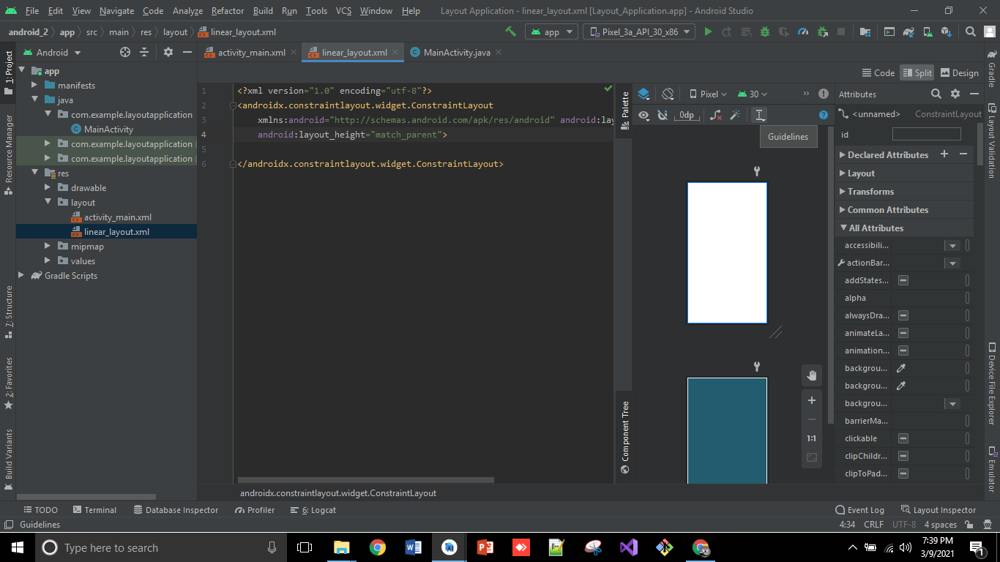 File Edit View Navigate Code Analyze Refactor Build Run Tools VCS Window Help Layout Application - linear_layout.xml [Layout_Application.app] - Android Studio
android_2 app src main res layout linear_layout.xml app Pixel_3a_API_30_x86
1: Project
Resource Manager
7: Structure
2: Favorites
Build Variants
Android
app
manifests
java
com.example.layoutapplication
MainActivity
com.example.layoutapplication (
com.example.layoutapplication (
res
drawable
layout
activity_main.xml
linear_layout.xml
mipmap
values
Gradle Scripts
activity_main.xml linear_layout.xml MainActivity.java
Code Split Design
1 <?xml version="1.0" encoding="utf-8"?>
2 <androidx.constraintlayout.widget.ConstraintLayout
3 xmlns:android="http://schemas.android.com/apk/res/android" android:lay
4 android:layout_height="match_parent">
5
6 </androidx.constraintlayout.widget.ConstraintLayout>
androidx.constraintlayout.widget.ConstraintLayout
Palette
Component Tree
Pixel 30 »
0dp
Guidelines
1:1
Attributes
<unnamed> ConstraintLayout
id
Declared Attributes
Layout
Transforms
Common Attributes
All Attributes
accessibili...
actionBar...
addStates...
alpha
alwaysDra...
animateLa...
animation...
backgrou...
backgrou...
backgrou...
barrierMa...
clickable
clipChildr...
clipToPad...
Gradle
Layout Validation
Device File Explorer
Emulator
TODO Terminal Database Inspector Profiler 6: Logcat Event Log Layout Inspector
Guidelines 4:34 CRLF UTF-8 4 spaces
Type here to search
7:39 PM
3/9/2021
1